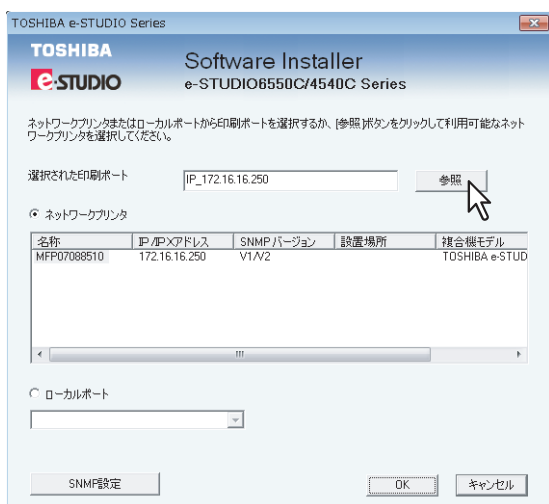 TOSHIBA e-STUDIO Series
TOSHIBA
e-STUDIO
Software Installer
e-STUDIO6550C/4540C Series
ネットワークプリンタまたはローカルポートから印刷ポートを選択するか、[参照]ボタンをクリックして利用可能なネット
ワークプリンタを選択してください。
選択された印刷ポート IP_172.16.16.250 参照
ネットワークプリンタ
名称 IP/IPXアドレス SNMPバージョン 設置場所 複合機モデル
MFP07088510 172.16.16.250 V1/V2 TOSHIBA e-STUD
ローカルポート
SNMP設定 OK キャンセル